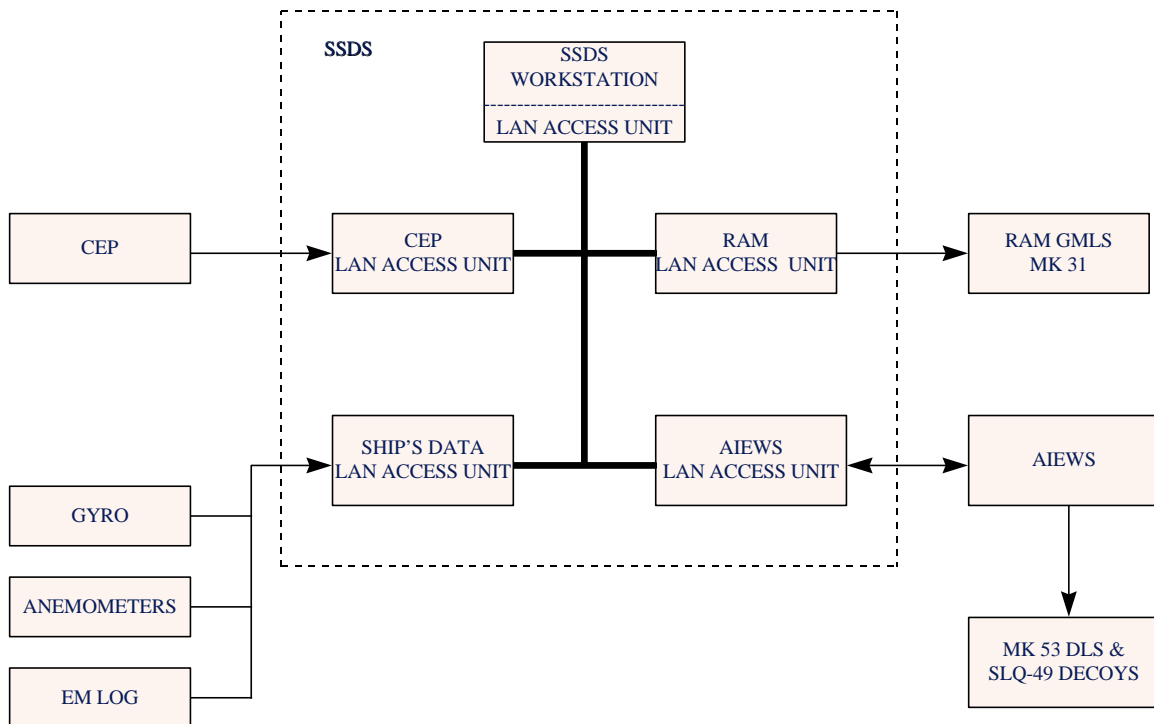 SSDS
SSDS
WORKSTATION
LAN ACCESS UNIT
CEP
CEP
LAN ACCESS UNIT
RAM
LAN ACCESS UNIT
RAM GMLS
MK 31
SHIP'S DATA
LAN ACCESS UNIT
AIEWS
LAN ACCESS UNIT
AIEWS
GYRO
ANEMOMETERS
EM LOG
MK 53 DLS &
SLQ-49 DECOYS